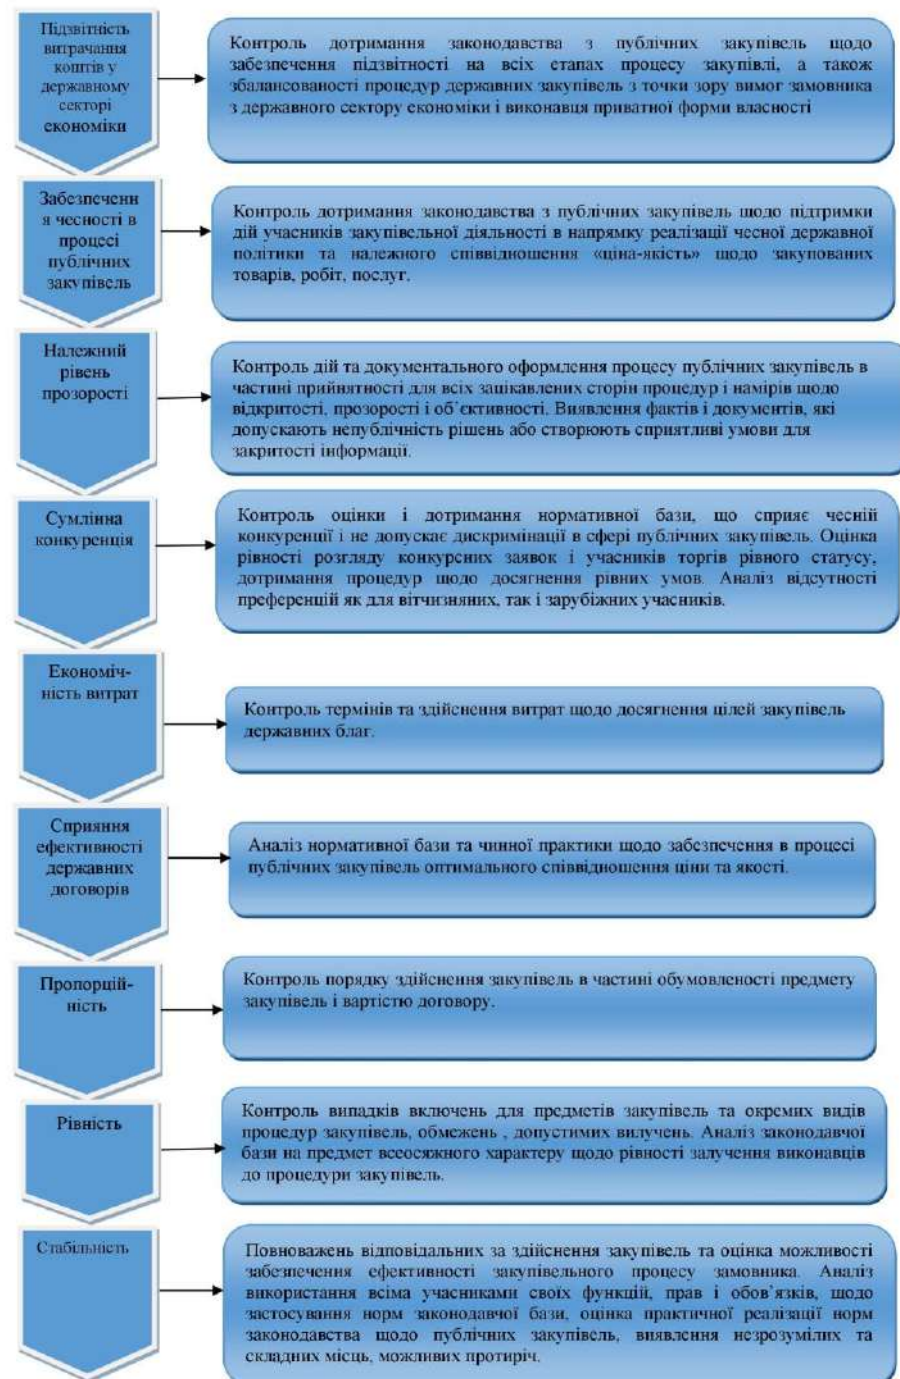 Підзвітність
витрачання
коштів у
державному
секторі
економіки
Контроль дотримання законодавства з публічних закупівель щодо
забезпечення підзвітності на всіх етапах процесу закупівлі, а також
збалансованості процедур державних закупівель з точки зору вимог замовника
з державного сектору економіки і виконавця приватної форми власності
Забезпеченн
я чесності в
процесі
публічних
закупівель
Контроль дотримання законодавства з публічних закупівель щодо підтримки
дій учасників закупівельної діяльності в напрямку реалізації чесної державної
політики та належного співвідношення «ціна-якість» щодо закупованих
товарів, робіт, послуг.
Належний
рівень
прозорості
Контроль дій та документального оформлення процесу публічних закупівель в
частині прийнятності для всіх зацікавлених сторін процедур і намірів щодо
відкритості, прозорості і об’єктивності. Виявлення фактів і документів, які
допускають непублічність рішень або створюють сприятливі умови для
закритості інформації.
Сумлінна
конкуренція
Контроль оцінки і дотримання нормативної бази, що сприяє чесній
конкуренції і не допускає дискримінації в сфері публічних закупівель. Оцінка
рівності розгляду конкурсних заявок і учасників торгів рівного статусу,
дотримання процедур щодо досягнення рівних умов. Аналіз відсутності
преференцій як для вітчизняних, так і зарубіжних учасників.
Економіч-
ність витрат
Контроль термінів та здійснення витрат щодо досягнення цілей закупівель
державних благ.
Сприяння
ефективності
державних
договорів
Аналіз нормативної бази та чинної практики щодо забезпечення в процесі
публічних закупівель оптимального співвідношення ціни та якості.
Пропорцій-
ність
Контроль порядку здійснення закупівель в частині обумовленості предмету
закупівель і вартістю договору.
Рівність
Контроль випадків включень для предметів закупівель та окремих видів
процедур закупівель, обмежень , допустимих вилучень. Аналіз законодавчої
бази на предмет всеосяжного характеру щодо рівності залучення виконавців
до процедури закупівель.
Стабільність
Повноважень відповідальних за здійснення закупівель та оцінка можливості
забезпечення ефективності закупівельного процесу замовника. Аналіз
використання всіма учасниками своїх функцій, прав і обов’язків, щодо
застосування норм законодавчої бази, оцінка практичної реалізації норм
законодавства щодо публічних закупівель, виявлення незрозумілих та
складних місць, можливих протиріч.